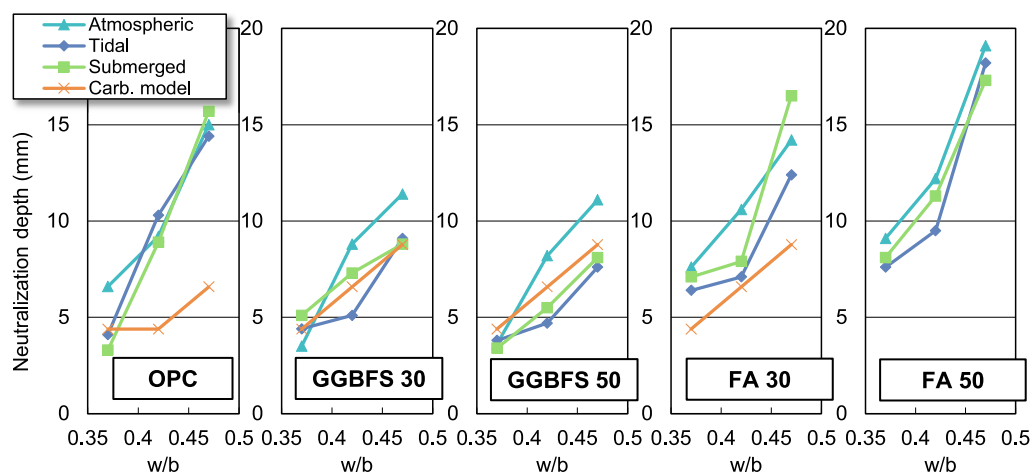 Atmospheric
Tidal
Submerged
Carb. model
Neutralization depth (mm)
20 20 20 20 20
15 15 15 15 15
10 10 10 10 10
5 5 5 5 5
0 0 0 0 0
OPC GGBFS 30 GGBFS 50 FA 30 FA 50
0.35 0.4 0.45 0.5 0.35 0.4 0.45 0.5 0.35 0.4 0.45 0.5 0.35 0.4 0.45 0.5 0.35 0.4 0.45 0.5
w/b w/b w/b w/b w/b